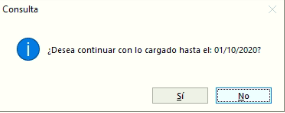 Consulta
¿Desea continuar con lo cargado hasta el: 01/10/2020?
Sí No